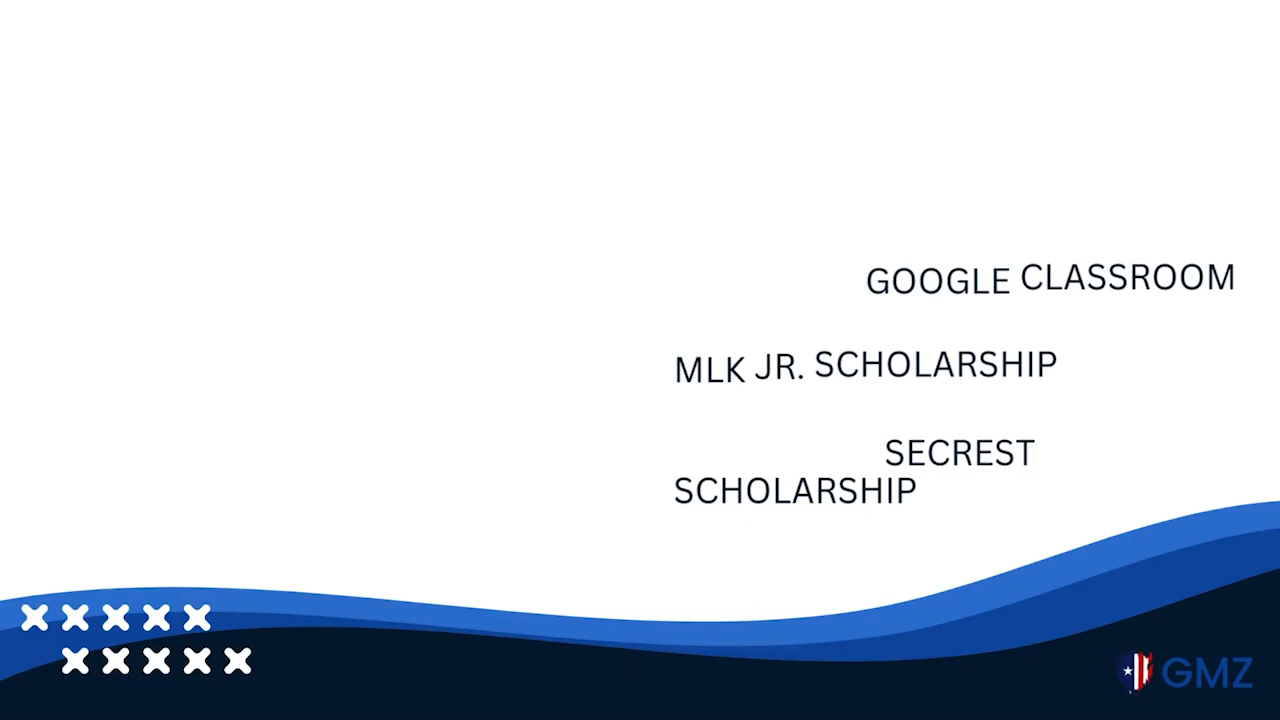 GOOGLE CLASSROOM
MLK JR. SCHOLARSHIP
SECREST
SCHOLARSHIP
GMZ